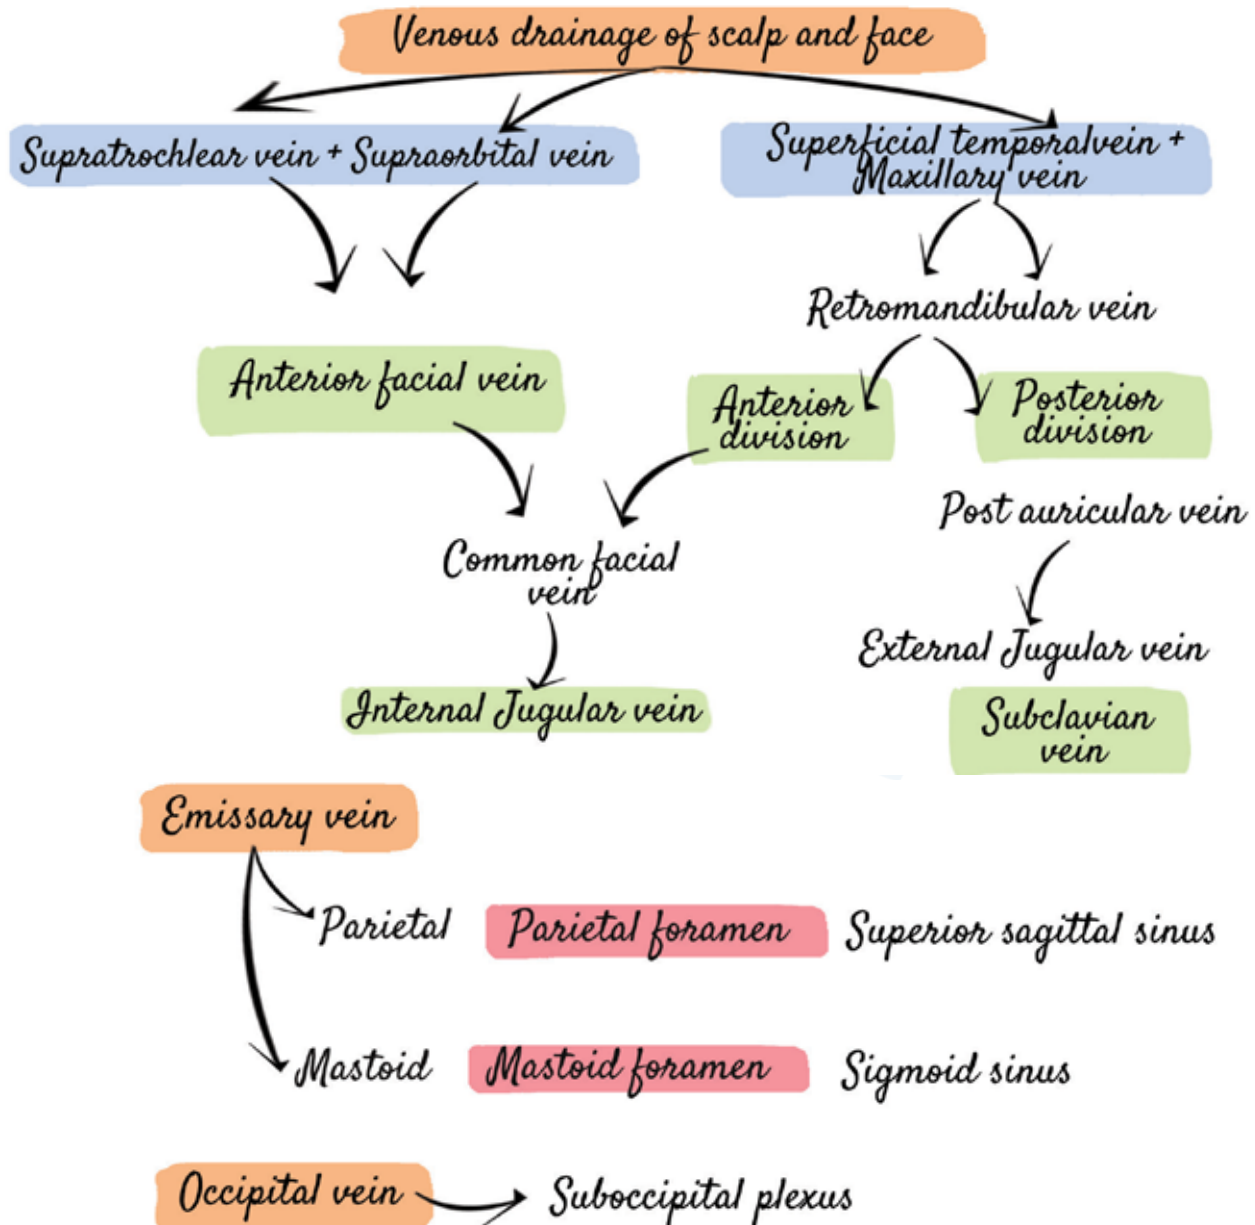 Venous drainage of scalp and face
Supratrochlear vein + Supraorbital vein
Superficial temporalvein +
Maxillary vein
Retromandibular vein
Anterior facial vein
Anterior
division
Posterior
division
Post auricular vein
Common facial
vein
External Jugular vein
Internal Jugular vein
Subclavian
vein
Emissary vein
Parietal Parietal foramen Superior sagittal sinus
Mastoid Mastoid foramen Sigmoid sinus
Occipital vein Suboccipital plexus